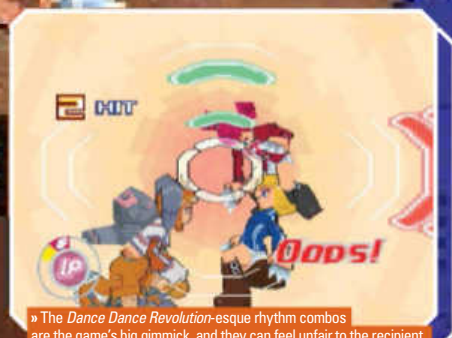 2 HIT
OOPS!
1P
» The Dance Dance Revolution-esque rhythm combos
are the game's big gimmick, and they can feel unfair to the recipient.